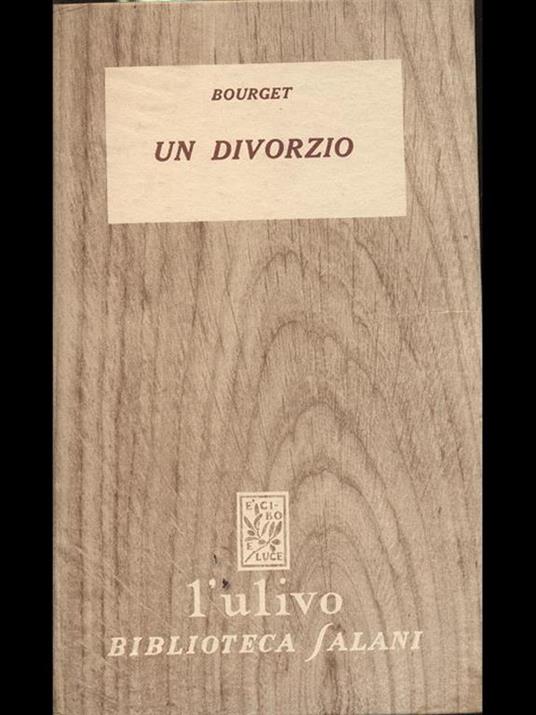 BOURGET
UN DIVORZIO
E' CI-
BO
E
LUCE
l'ulivo
BIBLIOTECA SALANI